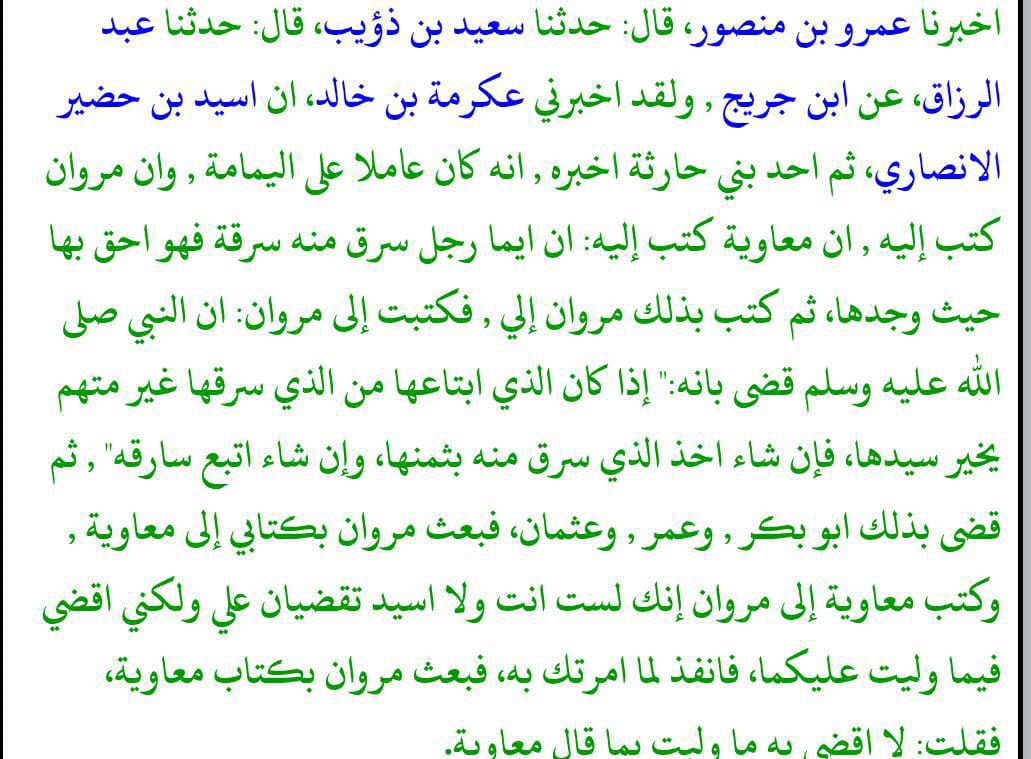 اخبرنا عمرو بن منصور، قال: حدثنا سعيد بن ذؤيب، قال: حدثنا عبد
الرزاق، عن ابن جريج , ولقد اخبرني عكرمة بن خالد، ان اسيد بن حضير
الانصاري، ثم احد بني حارثة اخبره , انه كان عاملا على اليمامة , وان مروان
كتب إليه , ان معاوية كتب إليه: ان ايما رجل سرق منه سرقة فهو احق بها
حيث وجدها، ثم كتب بذلك مروان إلي , فكتبت إلى مروان: ان النبي صلى
الله عليه وسلم قضى بانه:" إذا كان الذي ابتاعها من الذي سرقها غير متهم
يخير سيدها، فإن شاء اخذ الذي سرق منه بثمنها، وإن شاء اتبع سارقه" , ثم
قضى بذلك ابو بكر , وعمر , وعثمان، فبعث مروان بكتابي إلى معاوية ,
وكتب معاوية إلى مروان إنك لست انت ولا اسيد تقضيان علي ولكني اقضي
فيما وليت عليكما، فانفذ لما امرتك به، فبعث مروان بكتاب معاوية،
فقلت: لا اقضي به ما وليت بما قال معاوية.